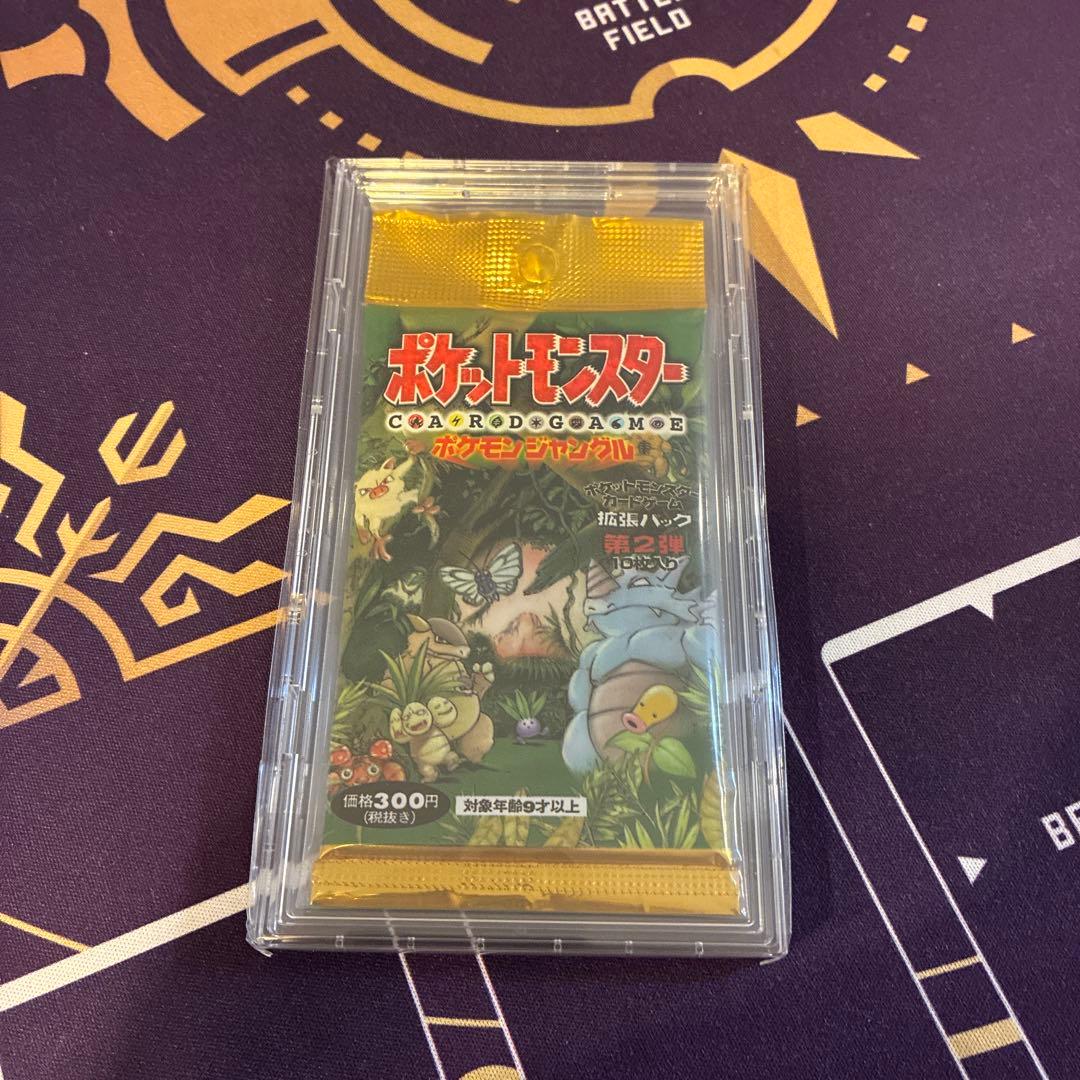 BATTL
FIELD
ポケットモンスター
CARDGAME
ポケモンジャングル
ポケットモンスター
カードゲーム
拡張パック
第2弾
10枚入り
価格300円
(税抜き)
対象年齢9才以上